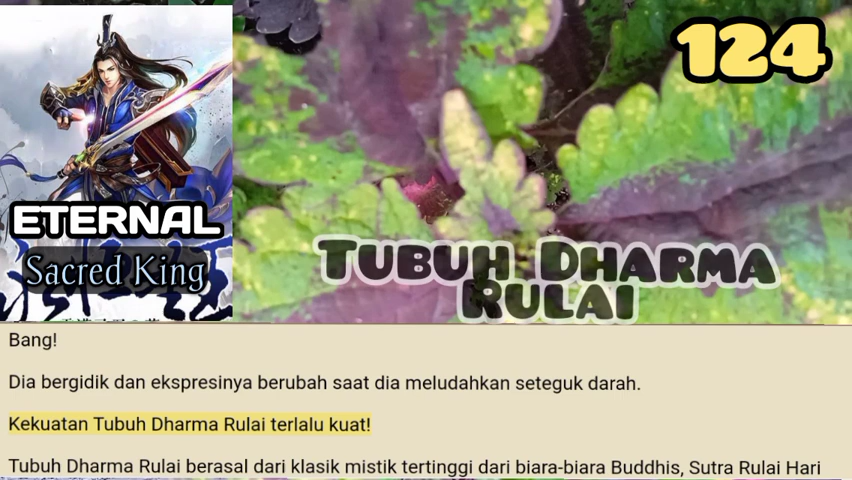 124
ETERNAL
Sacred King
TUBUH DHARMA
RULAI
Bang!
Dia bergidik dan ekspresinya berubah saat dia meludahkan seteguk darah.
Kekuatan Tubuh Dharma Rulai terlalu kuat!
Tubuh Dharma Rulai berasal dari klasik mistik tertinggi dari biara-biara Buddhis, Sutra Rulai Hari